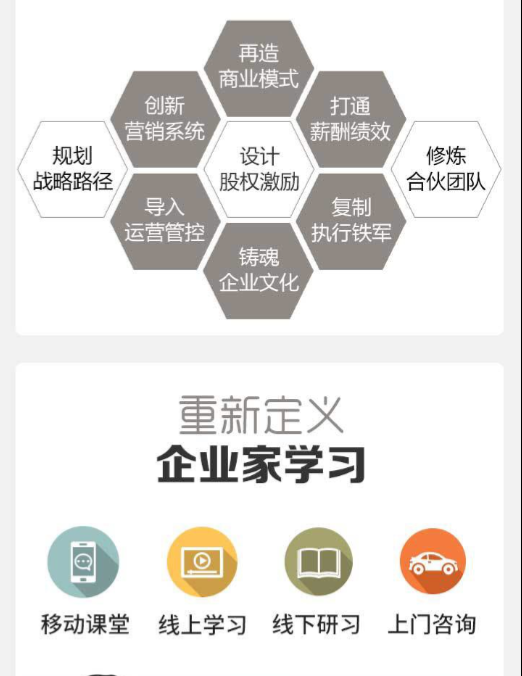 再造
商业模式
创新
营销系统
打通
薪酬绩效
规划
战略路径
设计
股权激励
修炼
合伙团队
导入
运营管控
复制
执行铁军
铸魂
企业文化
重新定义
企业家学习
移动课堂
线上学习
线下研习
上门咨询